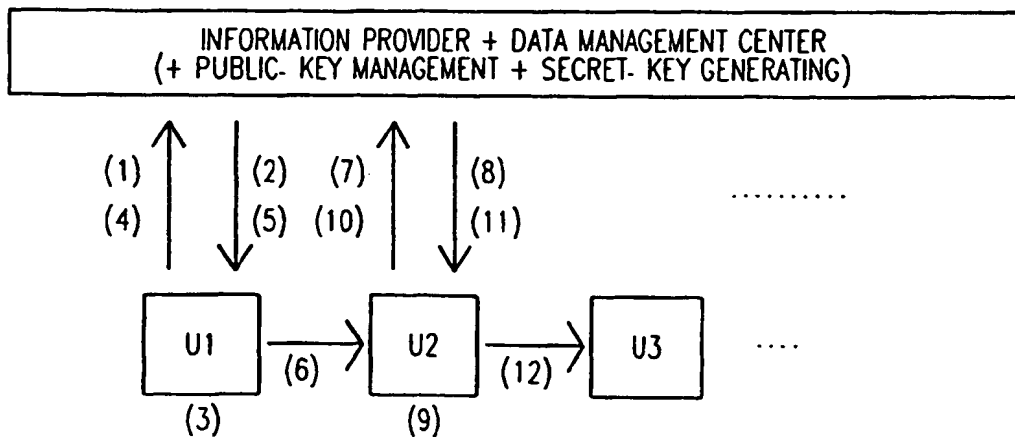 INFORMATION PROVIDER + DATA MANAGEMENT CENTER
(+ PUBLIC- KEY MANAGEMENT + SECRET- KEY GENERATING)
(1) (2) (7) (8)
(4) (5) (10) (11) ..........
U1 U2 U3 ....
(6) (12)
(3) (9)